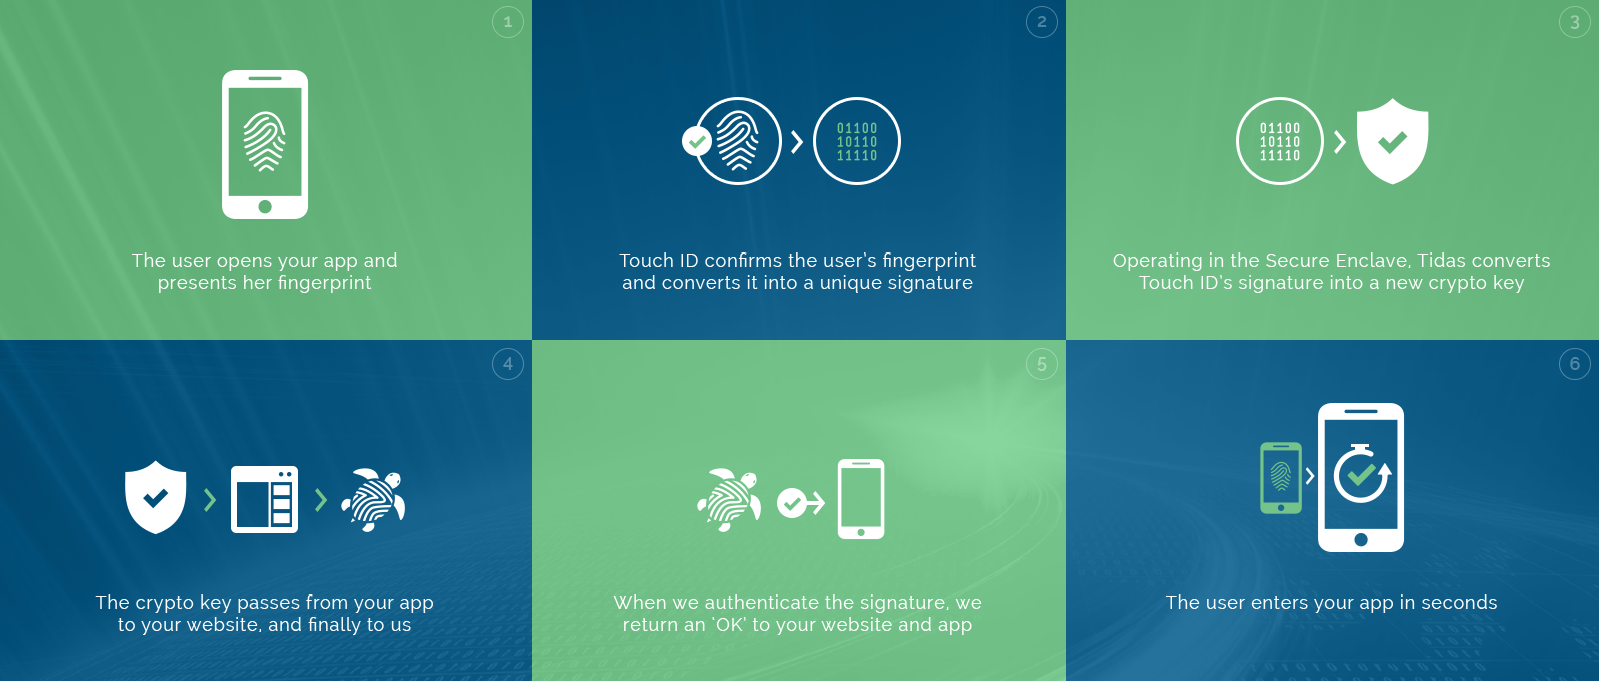 1
01100
10110
11110
The user opens your app and
presents her fingerprint
2
01100
10110
11110
Touch ID confirms the user's fingerprint
and converts it into a unique signature
3
Operating in the Secure Enclave, Tidas converts
Touch ID's signature into a new crypto key
4
The crypto key passes from your app
to your website, and finally to us
5
When we authenticate the signature, we
return an 'OK' to your website and app
6
The user enters your app in seconds